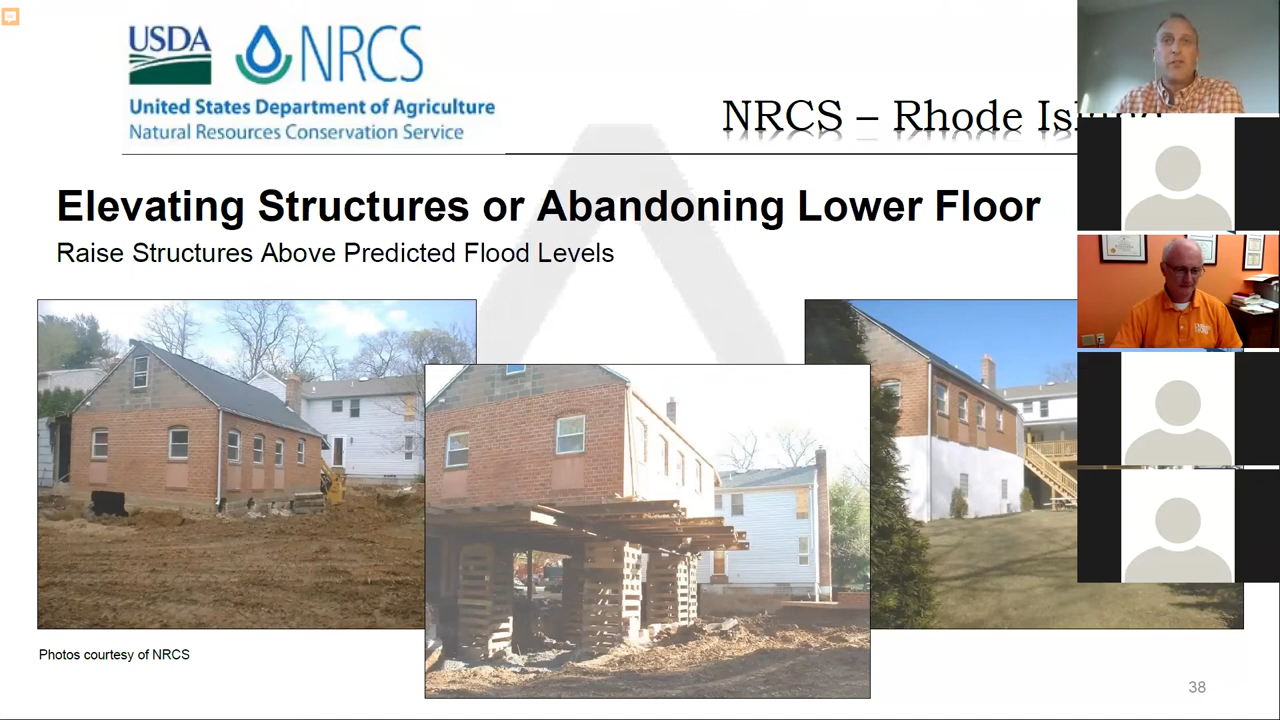 USDA NRCS
United States Department of Agriculture
Natural Resources Conservation Service
NRCS – Rhode Island
Elevating Structures or Abandoning Lower Floor
Raise Structures Above Predicted Flood Levels
Photos courtesy of NRCS
38